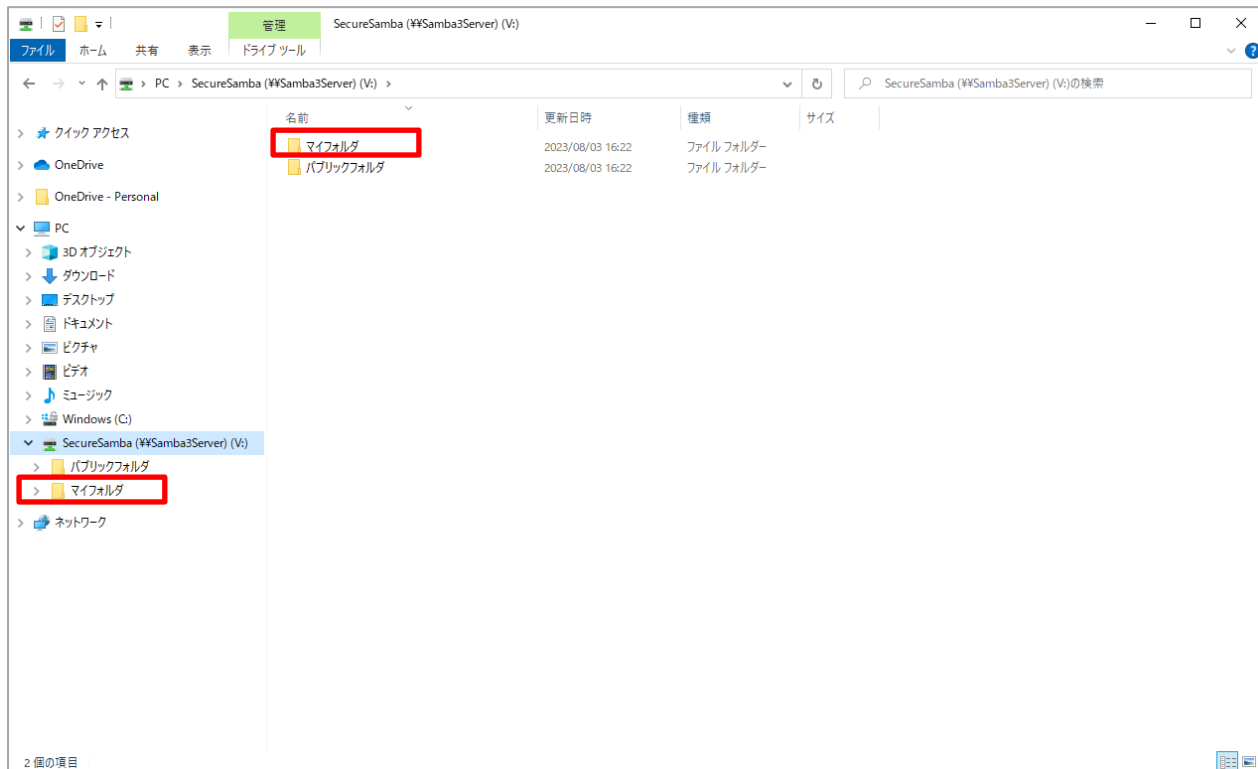 管理 SecureSamba (¥¥Samba3Server) (V:)
ファイル ホーム 共有 表示 ドライブ ツール
PC › SecureSamba (¥¥Samba3Server) (V:) ›
SecureSamba (¥¥Samba3Server) (V:)の検索
名前 更新日時 種類 サイズ
マイフォルダ 2023/08/03 16:22 ファイル フォルダー
パブリックフォルダ 2023/08/03 16:22 ファイル フォルダー
クイック アクセス
OneDrive
OneDrive - Personal
PC
3D オブジェクト
ダウンロード
デスクトップ
ドキュメント
ピクチャ
ビデオ
ミュージック
Windows (C:)
SecureSamba (¥¥Samba3Server) (V:)
パブリックフォルダ
マイフォルダ
ネットワーク
2 個の項目